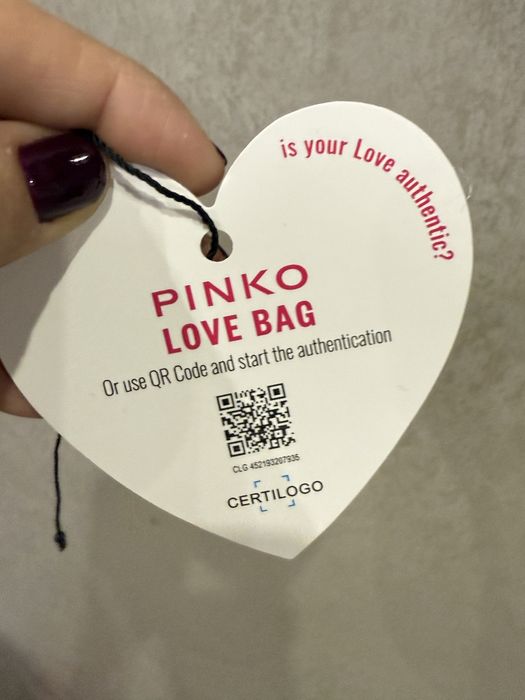 is your Love authentic?
PINKO
LOVE BAG
Or use QR Code and start the authentication
CLG 452193207935
CERTILOGO